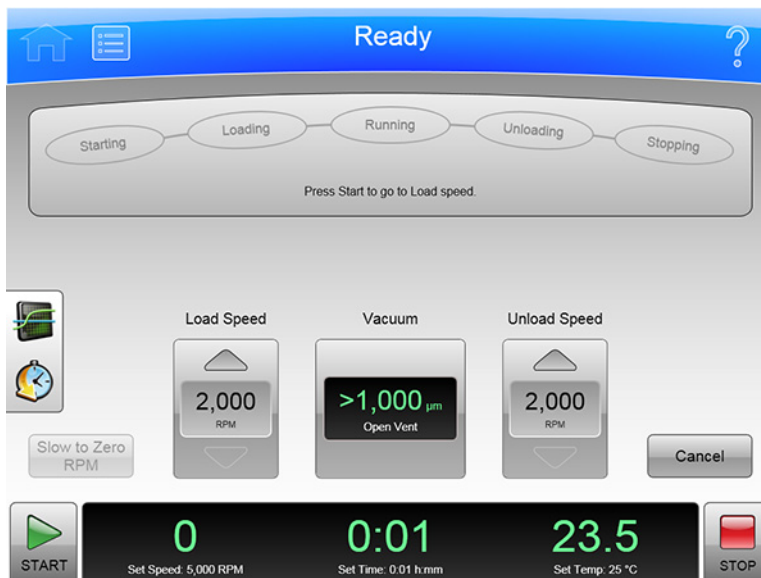 Ready
?
Starting
Loading
Running
Unloading
Stopping
Press Start to go to Load speed.
Load Speed
Vacuum
Unload Speed
2,000
RPM
>1,000 µm
Open Vent
2,000
RPM
Slow to Zero
RPM
Cancel
START
0
Set Speed: 5,000 RPM
0:01
Set Time: 0:01 h:mm
23.5
Set Temp: 25 °C
STOP